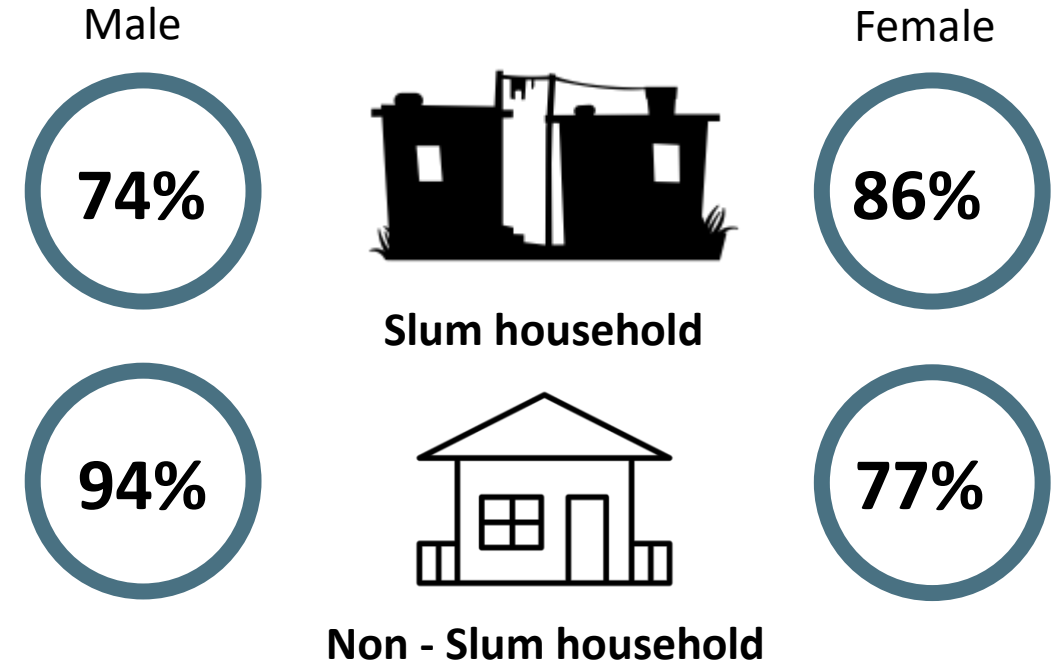 Male
Female
74%
86%
Slum household
94%
77%
Non - Slum household